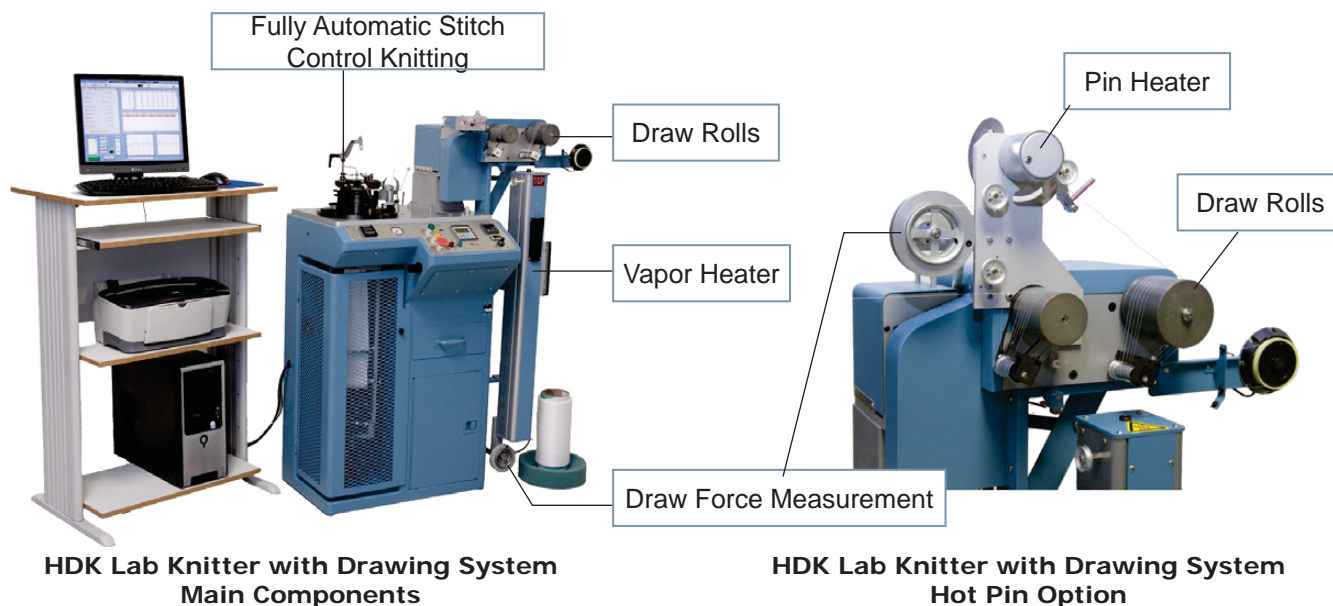 Fully Automatic Stitch
Control Knitting
Draw Rolls
Vapor Heater
Draw Force Measurement
Pin Heater
Draw Rolls
HDK Lab Knitter with Drawing System
Main Components
HDK Lab Knitter with Drawing System
Hot Pin Option